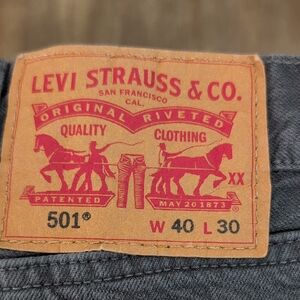 LEVI STRAUSS & CO.
SAN FRANCISCO
CAL.
ORIGINAL RIVETED
QUALITY CLOTHING
XX
PATENTED MAY 20 1873
501® W 40 L 30